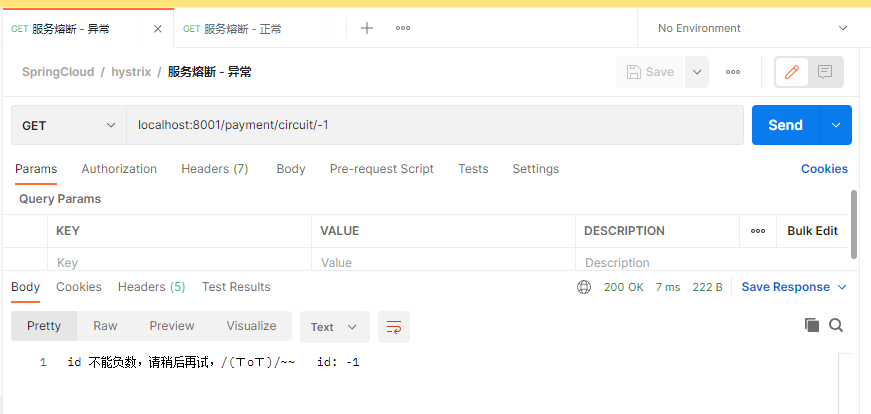 GET 服务熔断 - 异常
GET 服务熔断 - 正常
No Environment
SpringCloud / hystrix / 服务熔断 - 异常
Save
GET
localhost:8001/payment/circuit/-1
Send
Params Authorization Headers (7) Body Pre-request Script Tests Settings Cookies
Query Params
KEY VALUE DESCRIPTION Bulk Edit
Key Value Description
Body Cookies Headers (5) Test Results 200 OK 7 ms 222 B Save Response
Pretty Raw Preview Visualize Text
1 id 不能负数，请稍后再试，/(ㄒoㄒ)/~~ id: -1